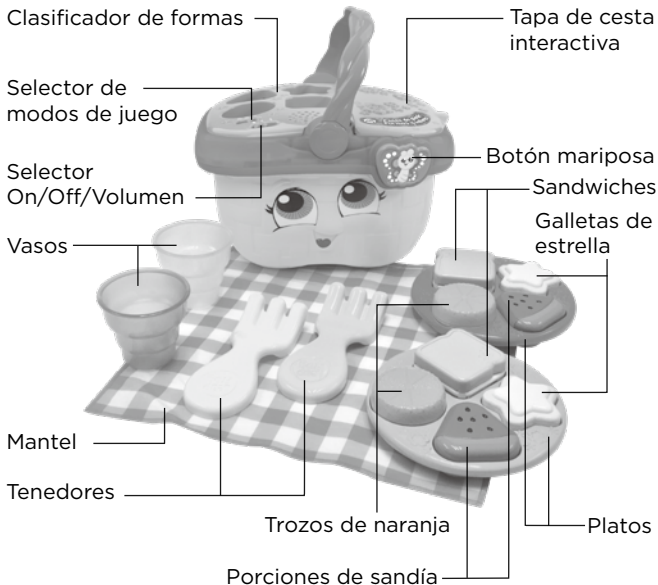 Clasificador de formas
Tapa de cesta
interactiva
Selector de
modos de juego
Botón mariposa
Selector
On/Off/Volumen
Sandwiches
Galletas de
estrella
Vasos
Mantel
Tenedores
Trozos de naranja
Platos
Porciones de sandía